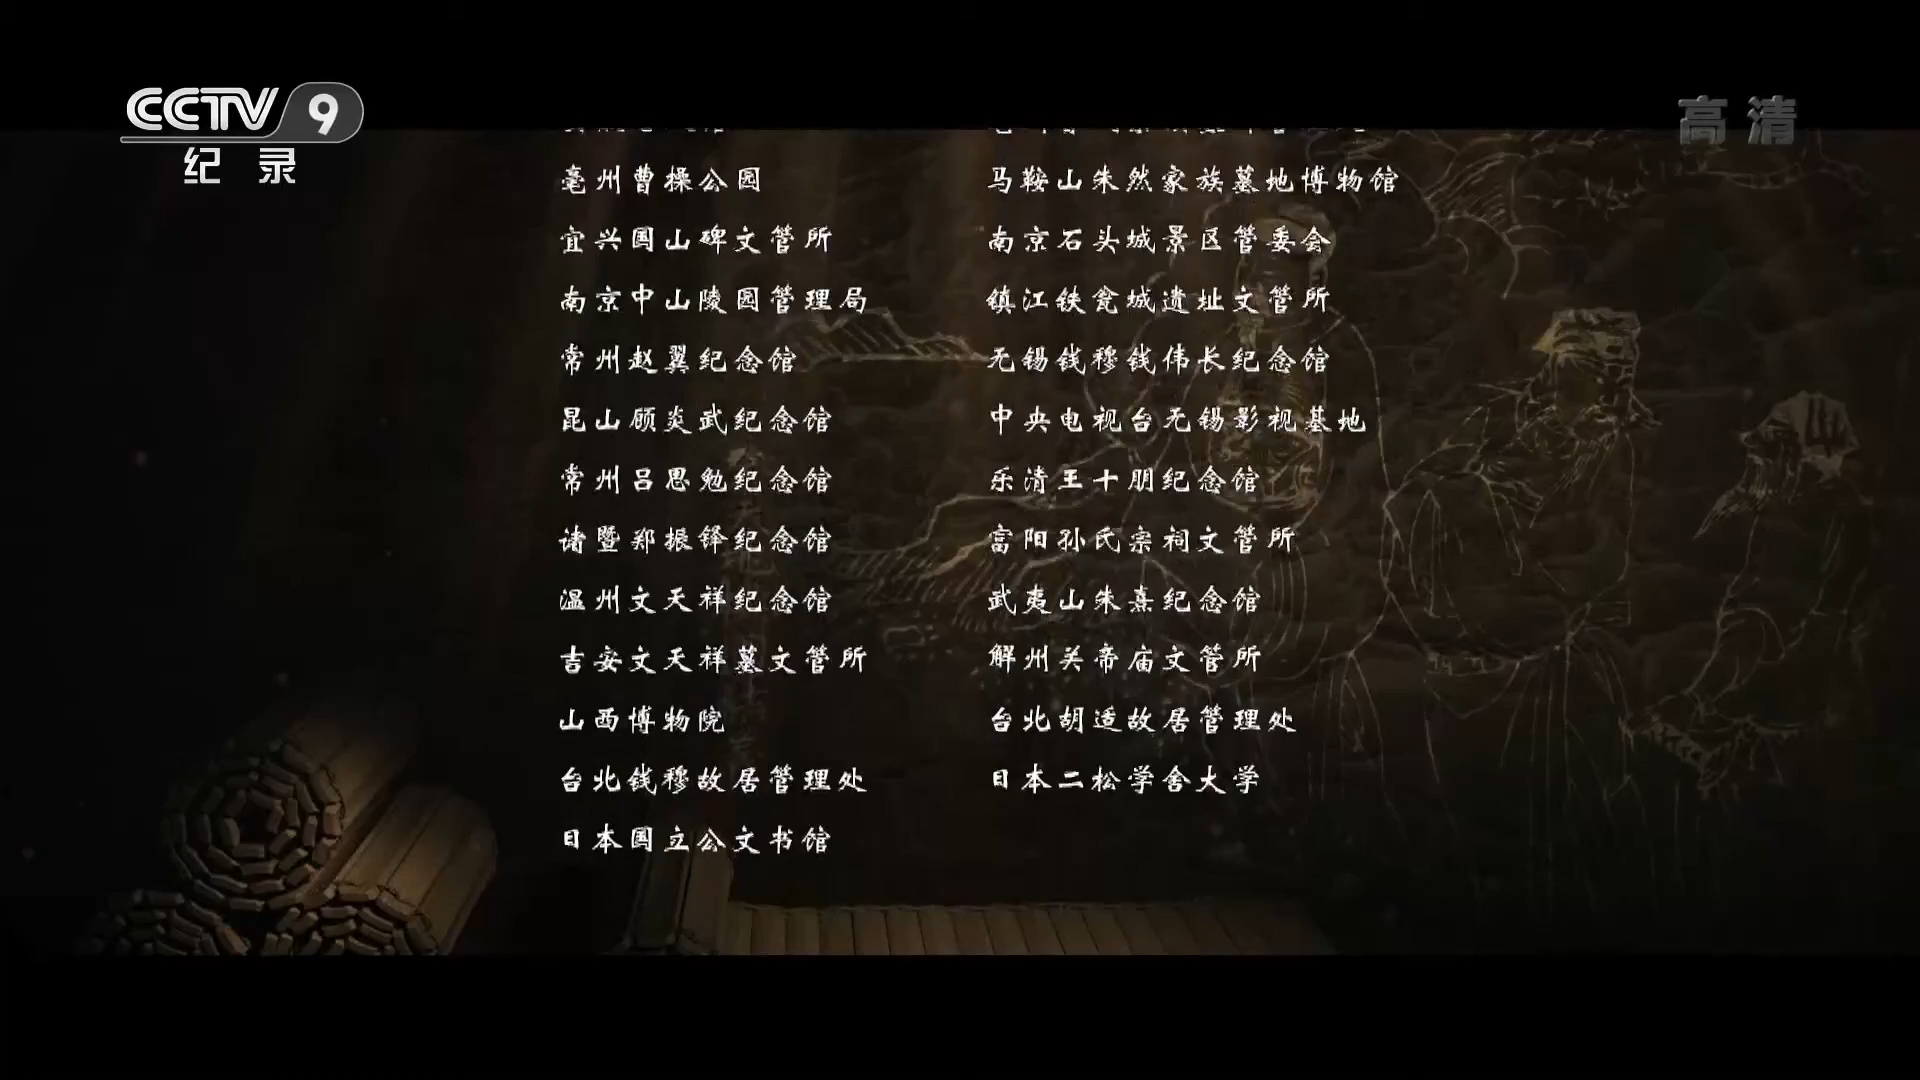 CCTV 9
纪录
高清
亳州曹操公园 马鞍山朱然家族墓地博物馆
宜兴国山碑文管所 南京石头城景区管委会
南京中山陵园管理局 镇江铁瓮城遗址文管所
常州赵翼纪念馆 无锡钱穆钱伟长纪念馆
昆山顾炎武纪念馆 中央电视台无锡影视基地
常州吕思勉纪念馆 乐清王十朋纪念馆
诸暨郑振铎纪念馆 富阳孙氏宗祠文管所
温州文天祥纪念馆 武夷山朱熹纪念馆
吉安文天祥墓文管所 解州关帝庙文管所
山西博物院 台北胡适故居管理处
台北钱穆故居管理处 日本二松学舍大学
日本国立公文书馆